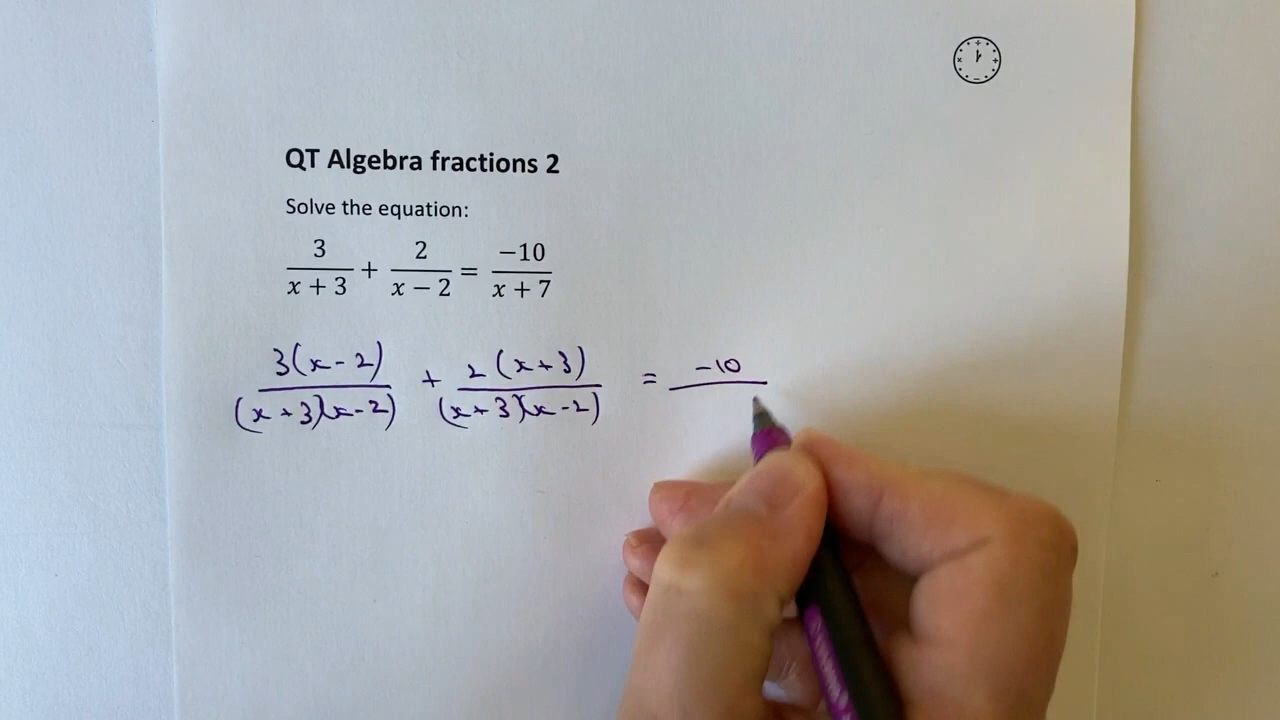 QT Algebra fractions 2
Solve the equation:
3/(x + 3) + 2/(x − 2) = −10/(x + 7)
3(x - 2)/(x + 3)(x - 2) + 2(x + 3)/(x + 3)(x - 2) = -10/